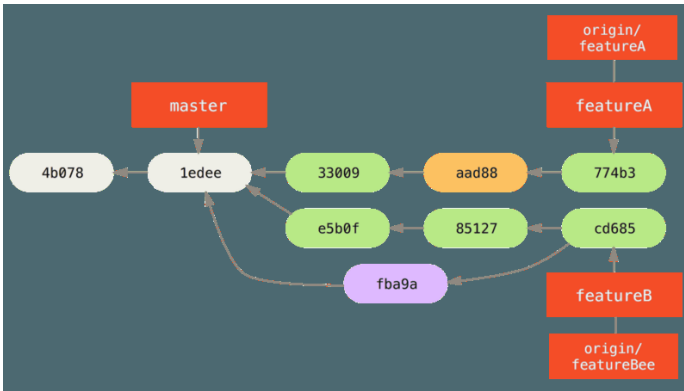 origin/
featureA
master
featureA
4b078
1edee
33009
aad88
774b3
e5b0f
85127
cd685
fba9a
featureB
origin/
featureBee